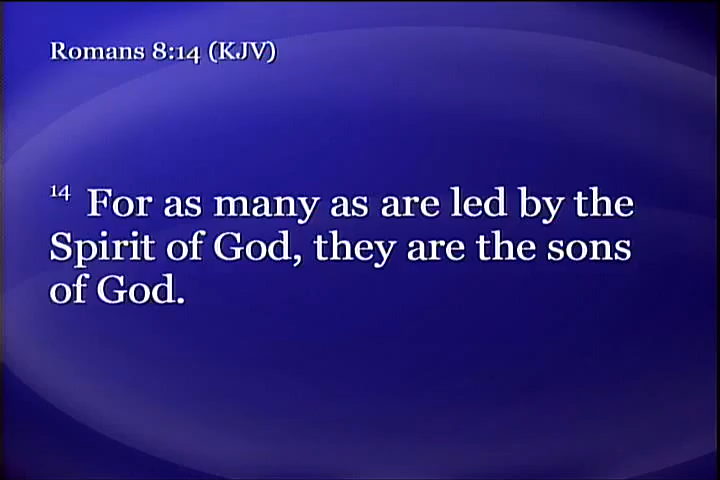 Romans 8:14 (KJV)
14 For as many as are led by the
Spirit of God, they are the sons
of God.